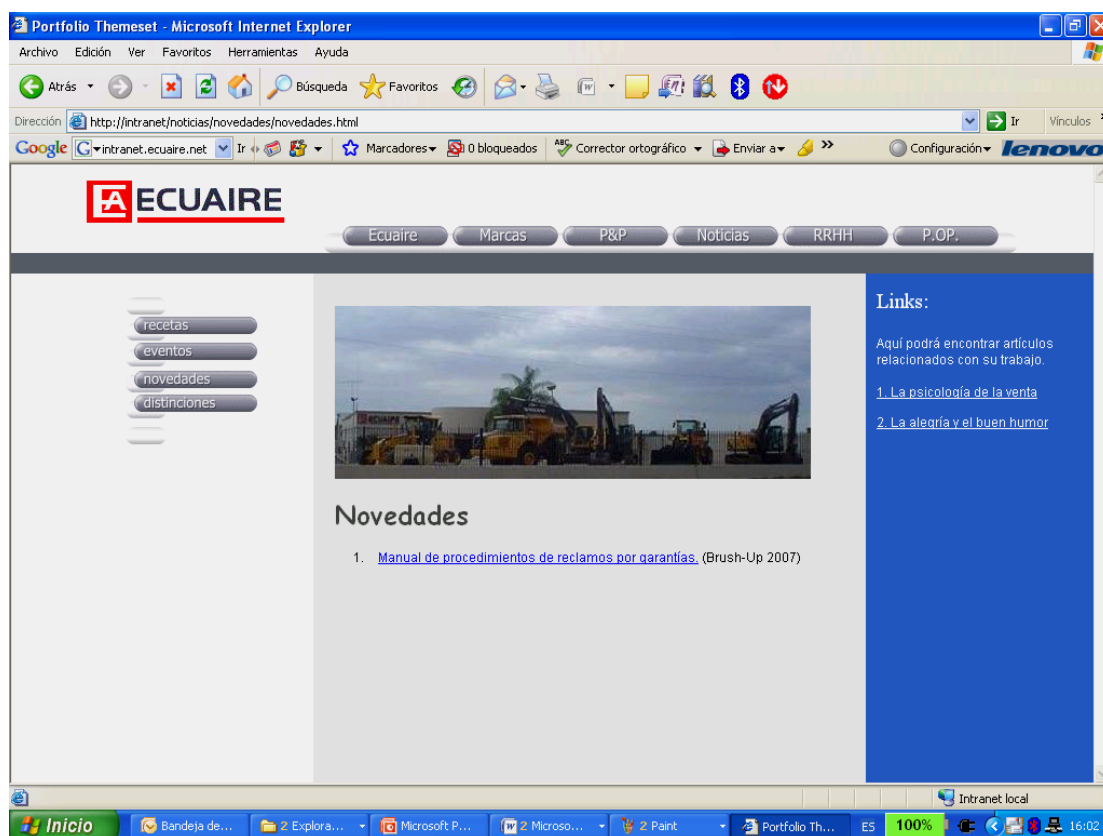 Portfolio Themeset - Microsoft Internet Explorer
Archivo Edición Ver Favoritos Herramientas Ayuda
Atrás Búsqueda Favoritos
Dirección http://intranet/noticias/novedades/novedades.html Ir Vínculos
Google G intranet.ecuaire.net Ir Marcadores 0 bloqueados ABC Corrector ortográfico Enviar a Configuración lenovo
ECUAIRE
Ecuaire Marcas P&P Noticias RRHH P.OP.
recetas
eventos
novedades
distinciones
ECUAIRE
VOLVO
Novedades
1. Manual de procedimientos de reclamos por garantías. (Brush-Up 2007)
Links:
Aquí podrá encontrar artículos
relacionados con su trabajo.
1. La psicología de la venta
2. La alegría y el buen humor
Intranet local
Inicio Bandeja de... 2 Explora... Microsoft P... 2 Microso... 2 Paint Portfolio Th... ES 100% 16:02